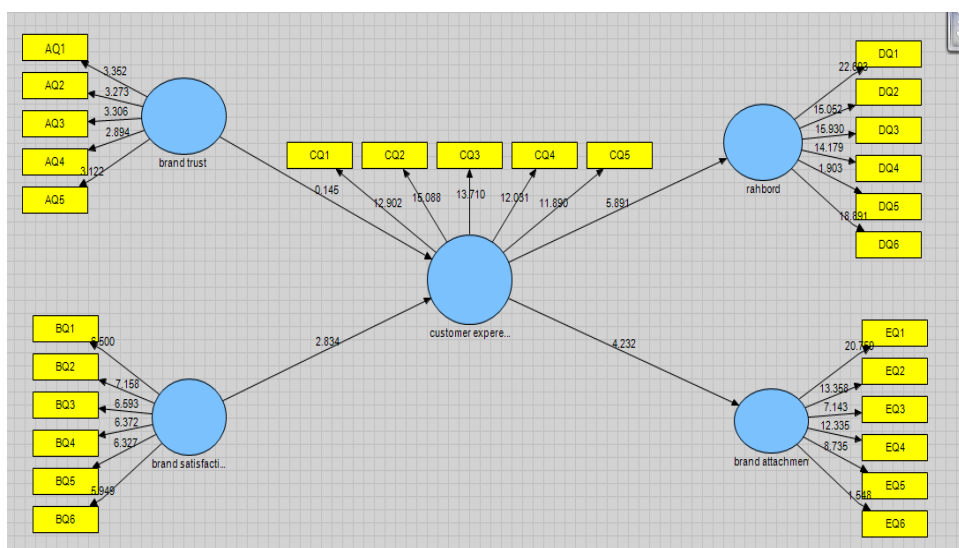 AQ1
AQ2
AQ3
AQ4
AQ5
3.352
3.273
3.306
2.894
3.122
brand trust
CQ1
CQ2
CQ3
CQ4
CQ5
0.145
12.902
15.088
13.710
12.031
11.890
5.891
DQ1
DQ2
DQ3
DQ4
DQ5
DQ6
15.052
15.930
14.179
1.903
18.891
rahbord
customer expere...
BQ1
BQ2
BQ3
BQ4
BQ5
BQ6
6.500
7.158
6.693
6.372
6.327
5.949
brand satisfacti...
2.834
4.232
EQ1
EQ2
EQ3
EQ4
EQ5
EQ6
13.358
7.143
12.335
8.735
1.548
brand attachmen